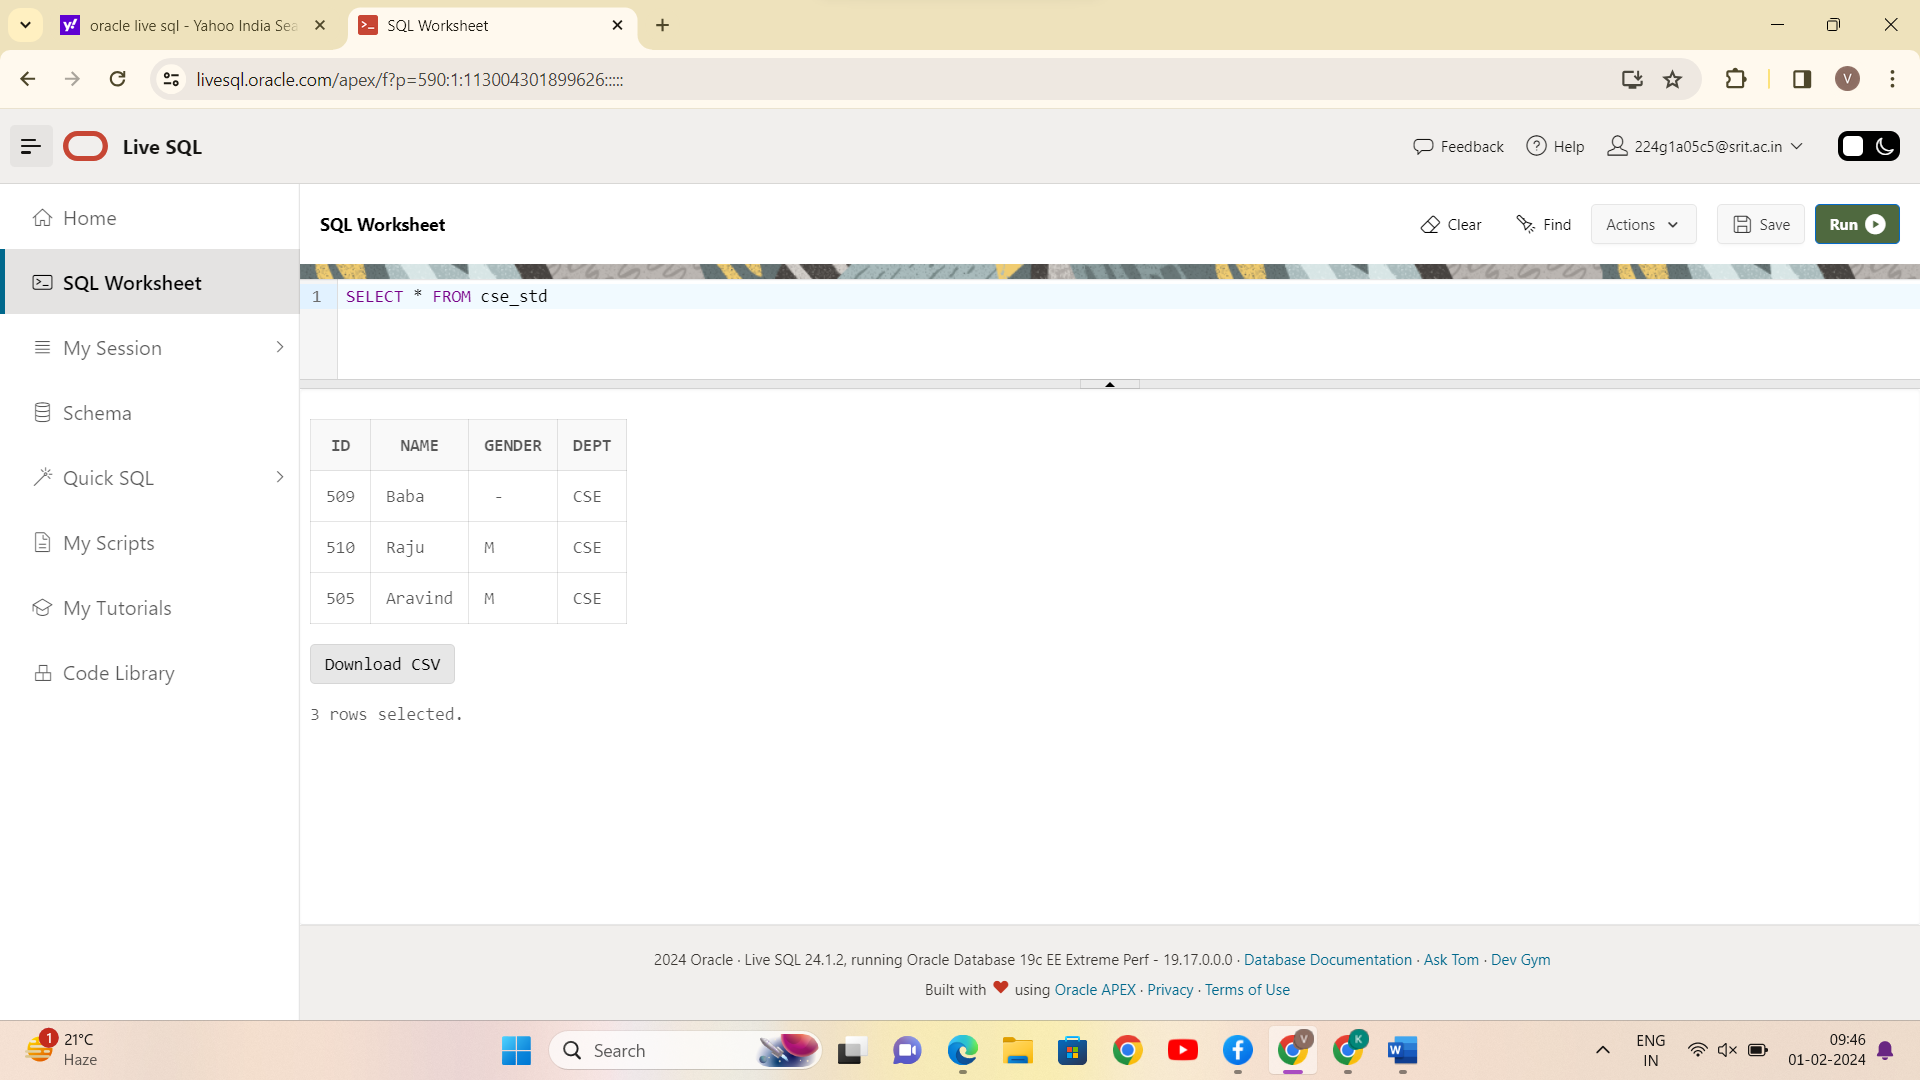 oracle live sql - Yahoo India Sea
SQL Worksheet
livesql.oracle.com/apex/f?p=590:1:113004301899626:::::
V
Live SQL
Feedback
Help
224g1a05c5@srit.ac.in
Home
SQL Worksheet
My Session
Schema
Quick SQL
My Scripts
My Tutorials
Code Library
SQL Worksheet
Clear
Find
Actions
Save
Run
1 SELECT * FROM cse_std
ID NAME GENDER DEPT
509 Baba - CSE
510 Raju M CSE
505 Aravind M CSE
Download CSV
3 rows selected.
2024 Oracle · Live SQL 24.1.2, running Oracle Database 19c EE Extreme Perf - 19.17.0.0.0 · Database Documentation · Ask Tom · Dev Gym
Built with ❤ using Oracle APEX · Privacy · Terms of Use
1
21°C
Haze
Search
V
K
W
ENG
IN
09:46
01-02-2024